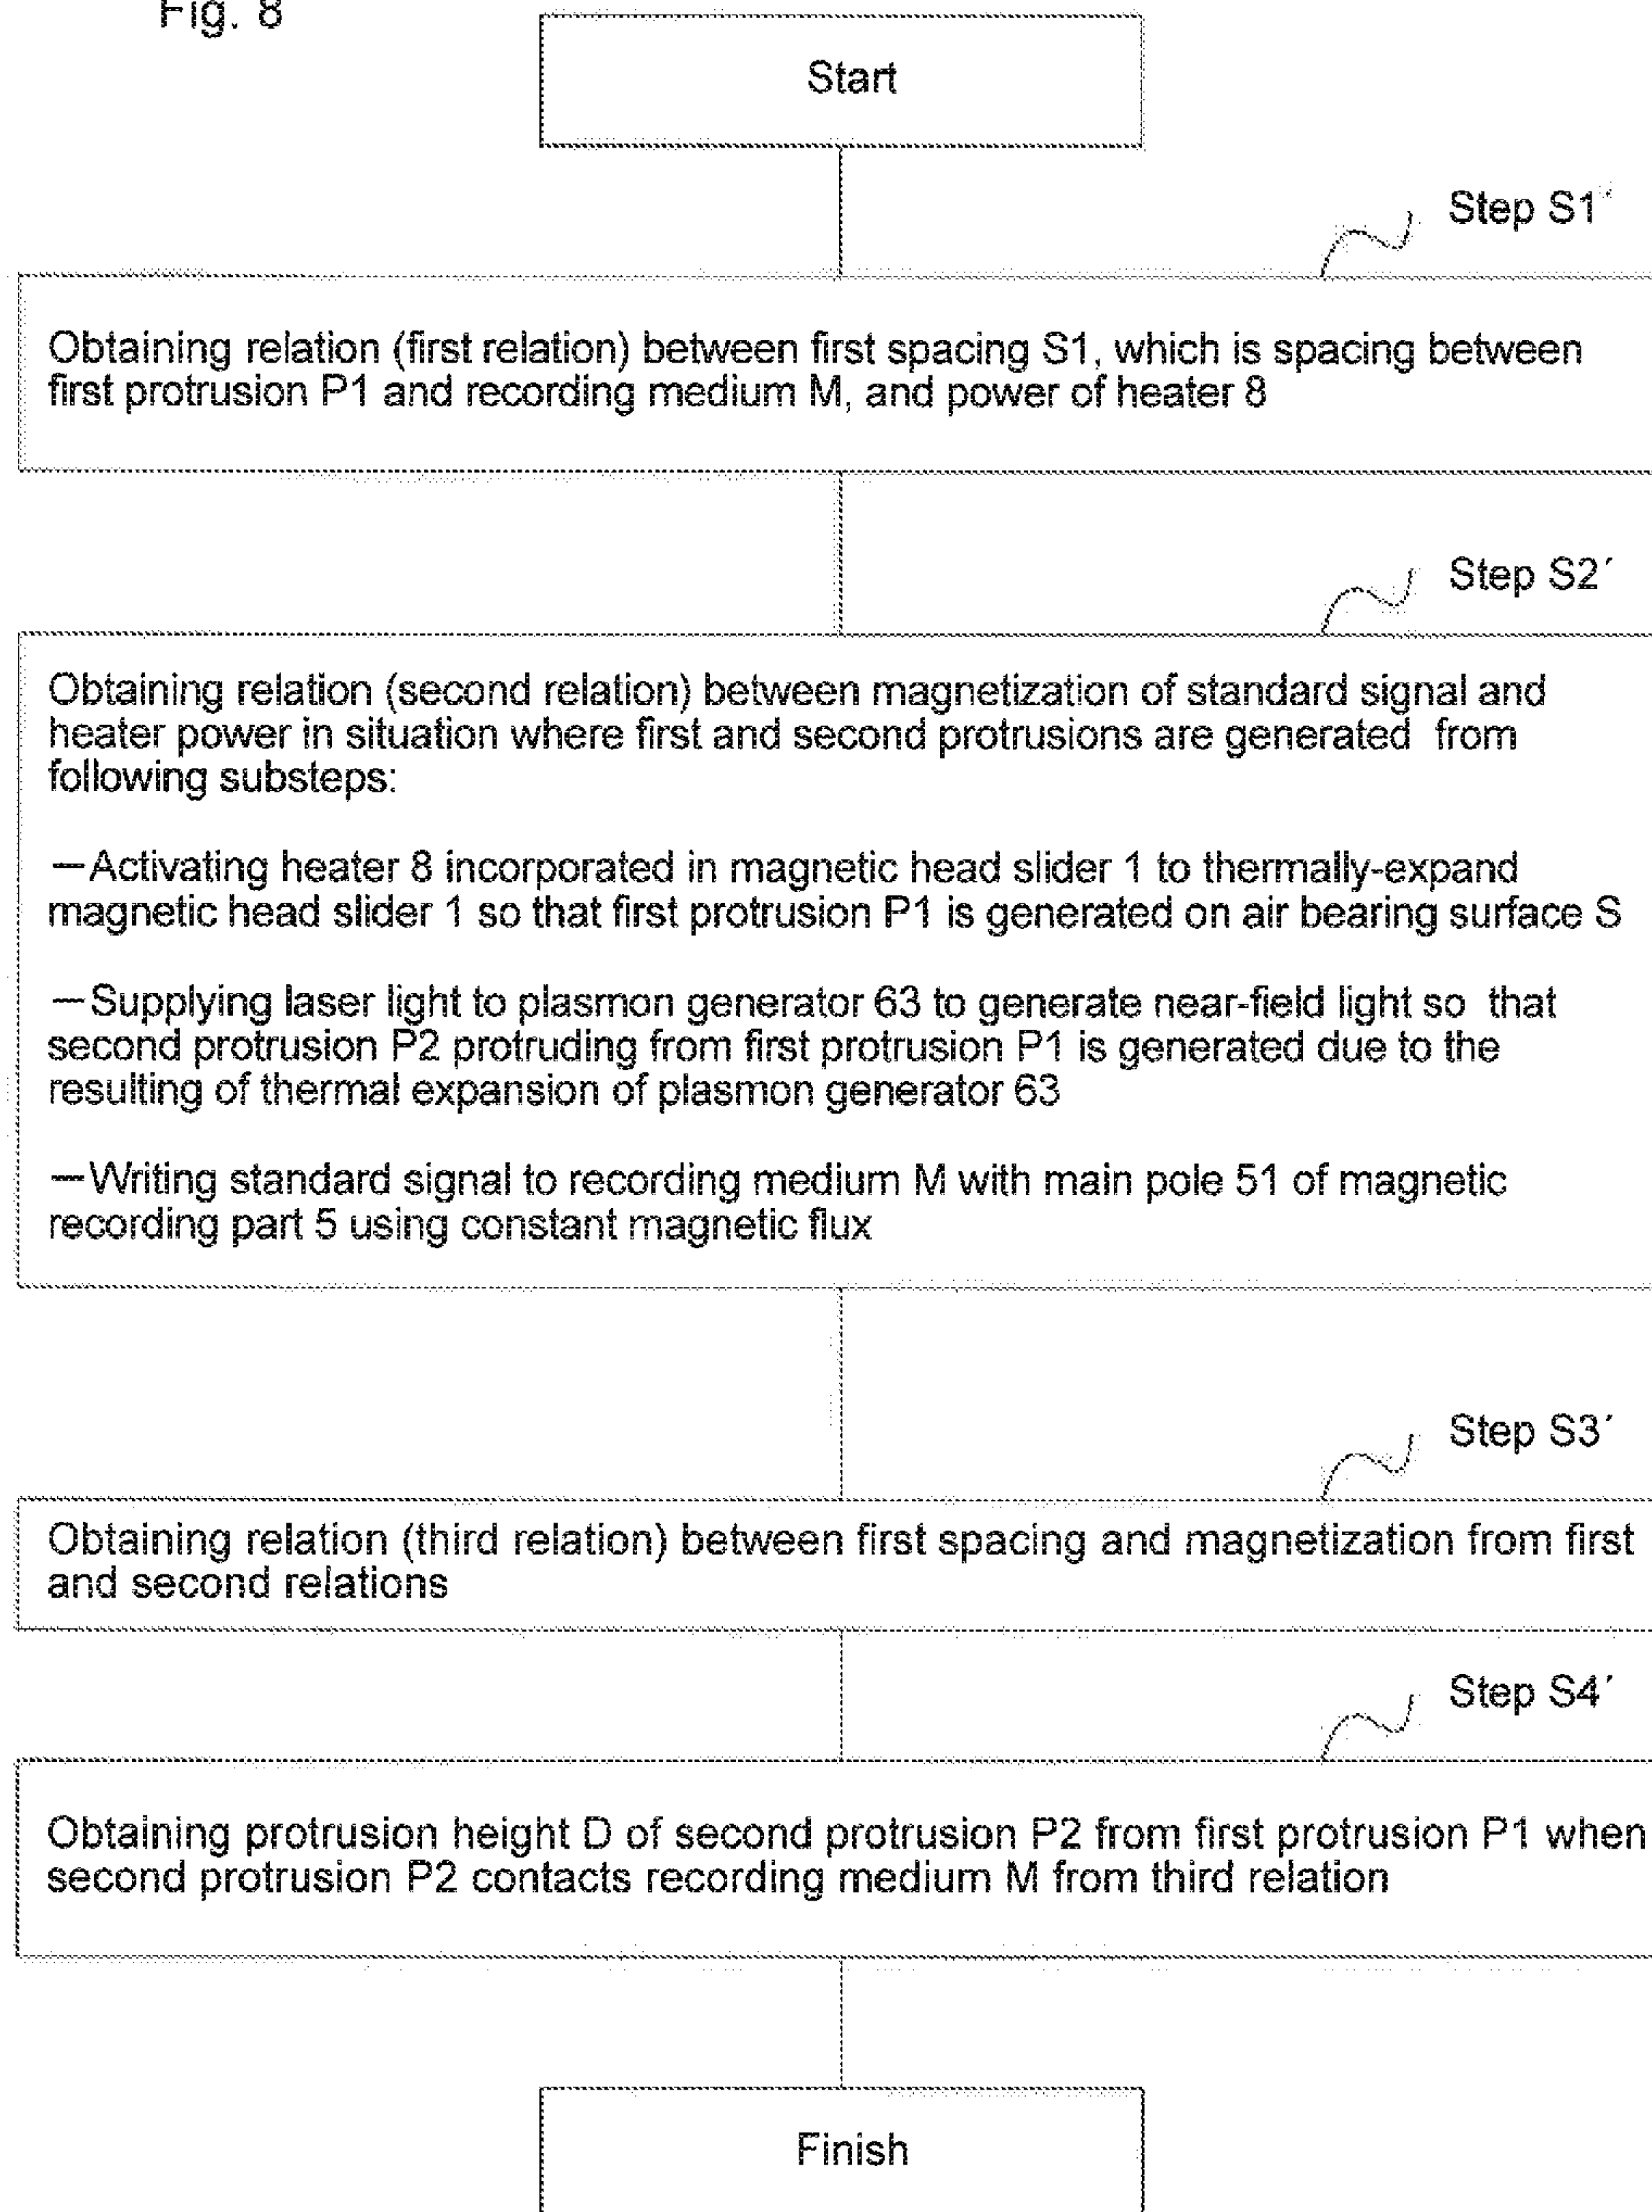 Fig. 8
Start
Step S1´
Obtaining relation (first relation) between first spacing S1, which is spacing between
first protrusion P1 and recording medium M, and power of heater 8
Step S2´
Obtaining relation (second relation) between magnetization of standard signal and
heater power in situation where first and second protrusions are generated from
following substeps:
—Activating heater 8 incorporated in magnetic head slider 1 to thermally-expand
magnetic head slider 1 so that first protrusion P1 is generated on air bearing surface S
—Supplying laser light to plasmon generator 63 to generate near-field light so that
second protrusion P2 protruding from first protrusion P1 is generated due to the
resulting of thermal expansion of plasmon generator 63
—Writing standard signal to recording medium M with main pole 51 of magnetic
recording part 5 using constant magnetic flux
Step S3´
Obtaining relation (third relation) between first spacing and magnetization from first
and second relations
Step S4´
Obtaining protrusion height D of second protrusion P2 from first protrusion P1 when
second protrusion P2 contacts recording medium M from third relation
Finish